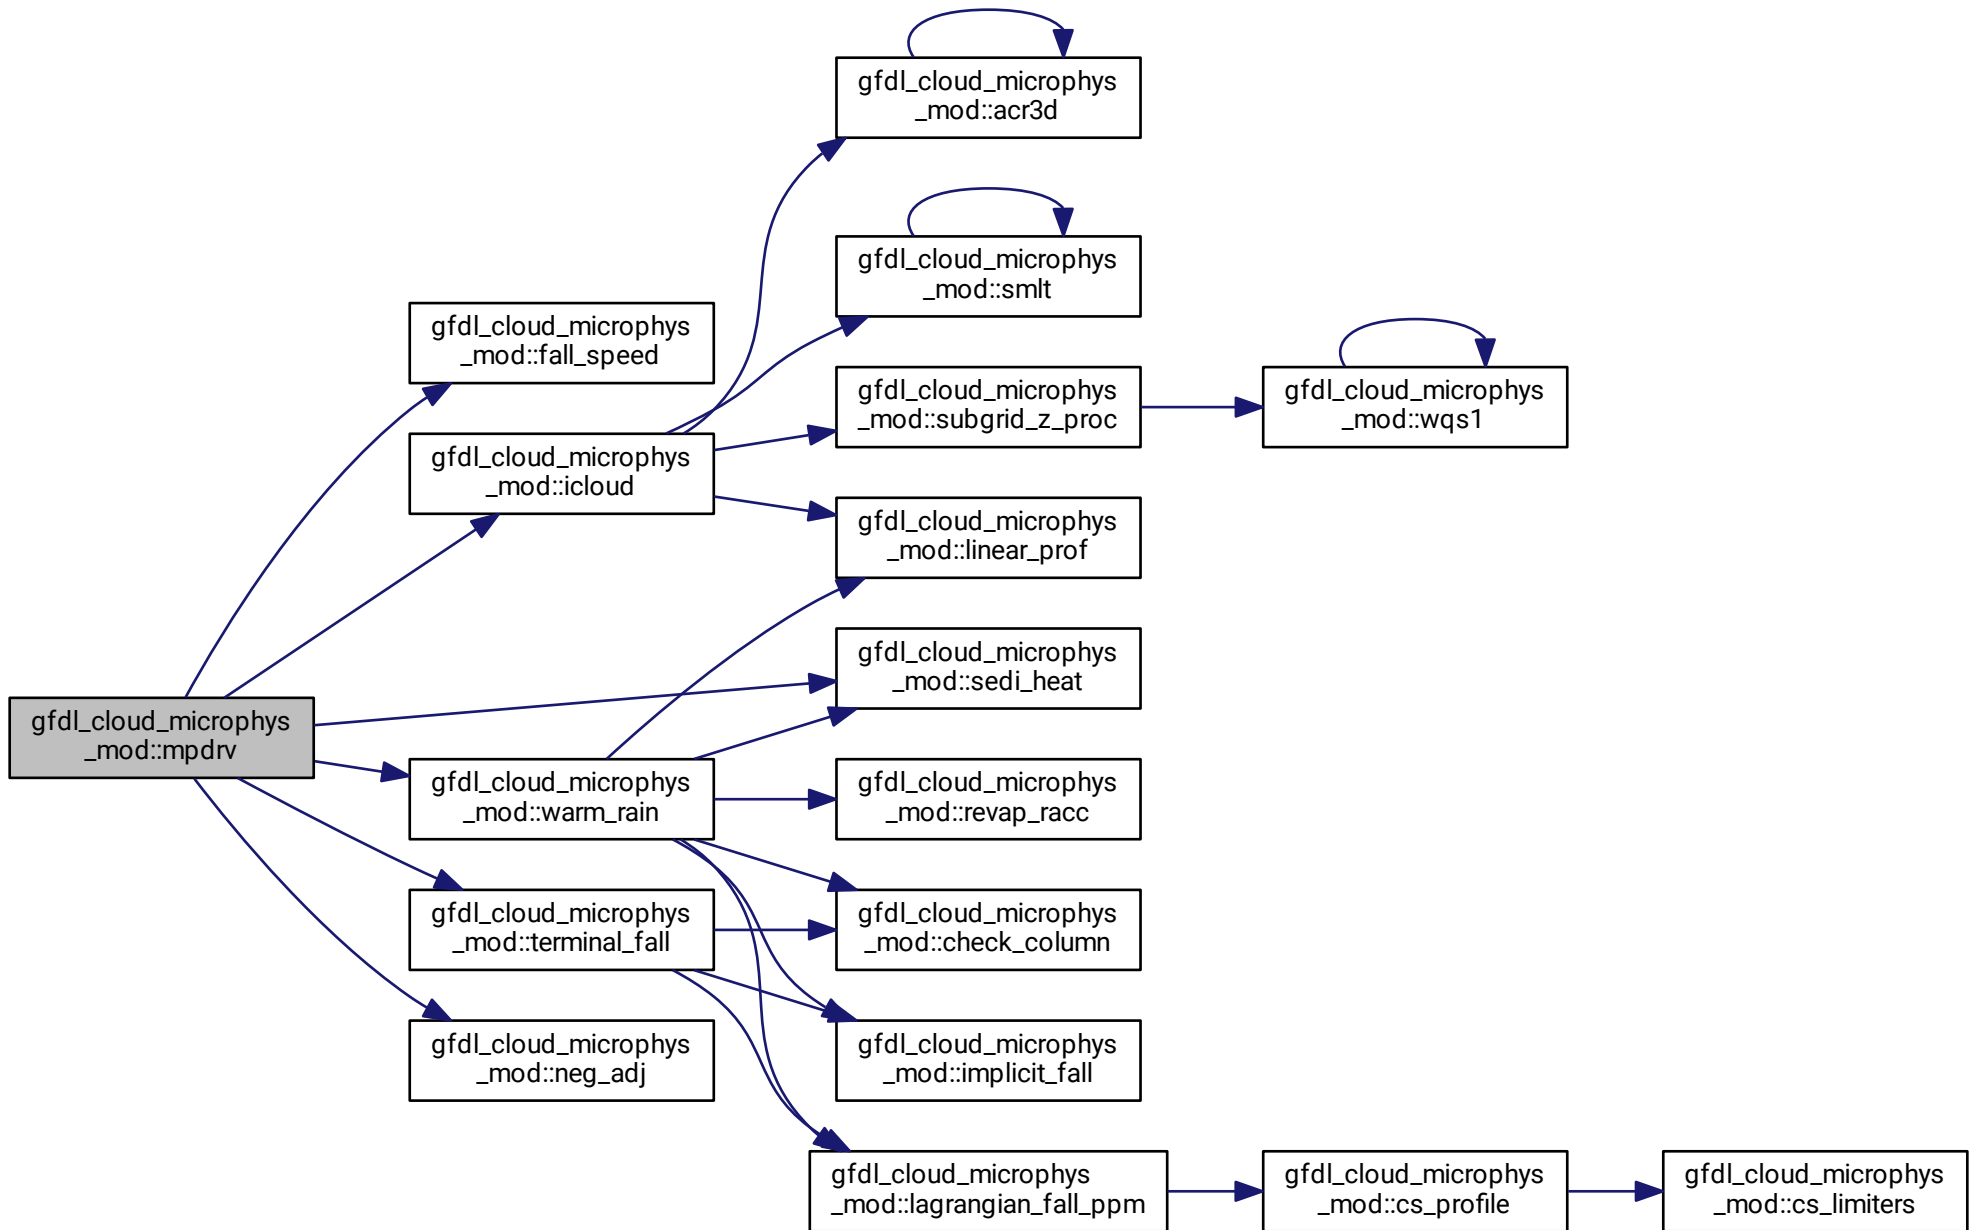 gfdl_cloud_microphys
_mod::acr3d
gfdl_cloud_microphys
_mod::smlt
gfdl_cloud_microphys
_mod::fall_speed
gfdl_cloud_microphys
_mod::subgrid_z_proc
gfdl_cloud_microphys
_mod::wqs1
gfdl_cloud_microphys
_mod::icloud
gfdl_cloud_microphys
_mod::linear_prof
gfdl_cloud_microphys
_mod::sedi_heat
gfdl_cloud_microphys
_mod::mpdrv
gfdl_cloud_microphys
_mod::warm_rain
gfdl_cloud_microphys
_mod::revap_racc
gfdl_cloud_microphys
_mod::terminal_fall
gfdl_cloud_microphys
_mod::check_column
gfdl_cloud_microphys
_mod::neg_adj
gfdl_cloud_microphys
_mod::implicit_fall
gfdl_cloud_microphys
_mod::lagrangian_fall_ppm
gfdl_cloud_microphys
_mod::cs_profile
gfdl_cloud_microphys
_mod::cs_limiters